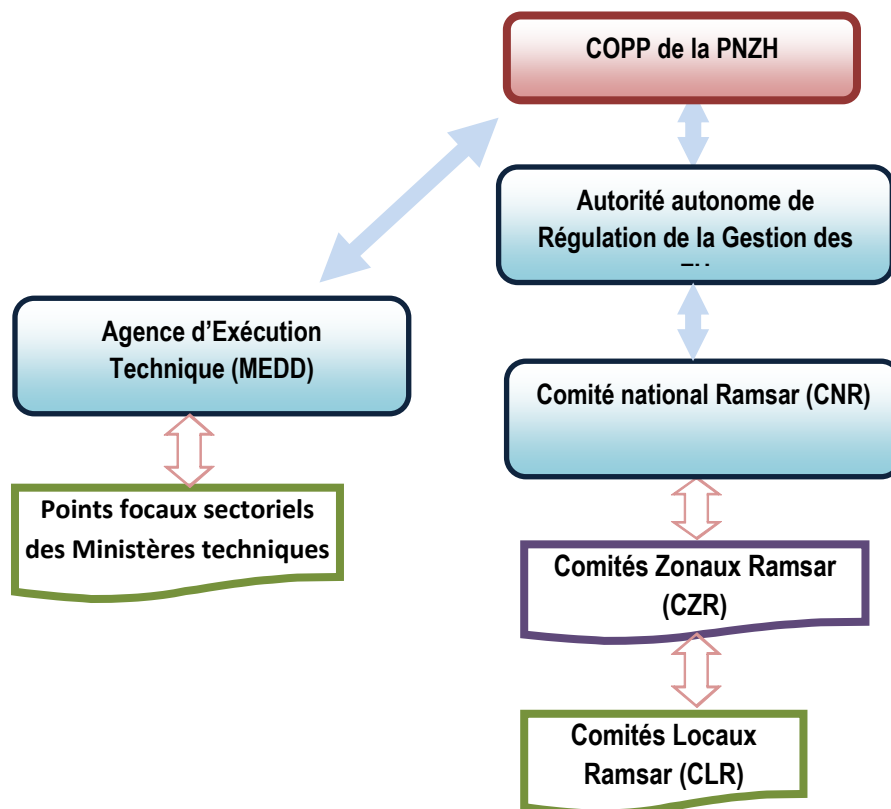 COPP de la PNZH
Autorité autonome de
Régulation de la Gestion des
Agence d’Exécution
Technique (MEDD)
Comité national Ramsar (CNR)
Points focaux sectoriels
des Ministères techniques
Comités Zonaux Ramsar
(CZR)
Comités Locaux
Ramsar (CLR)